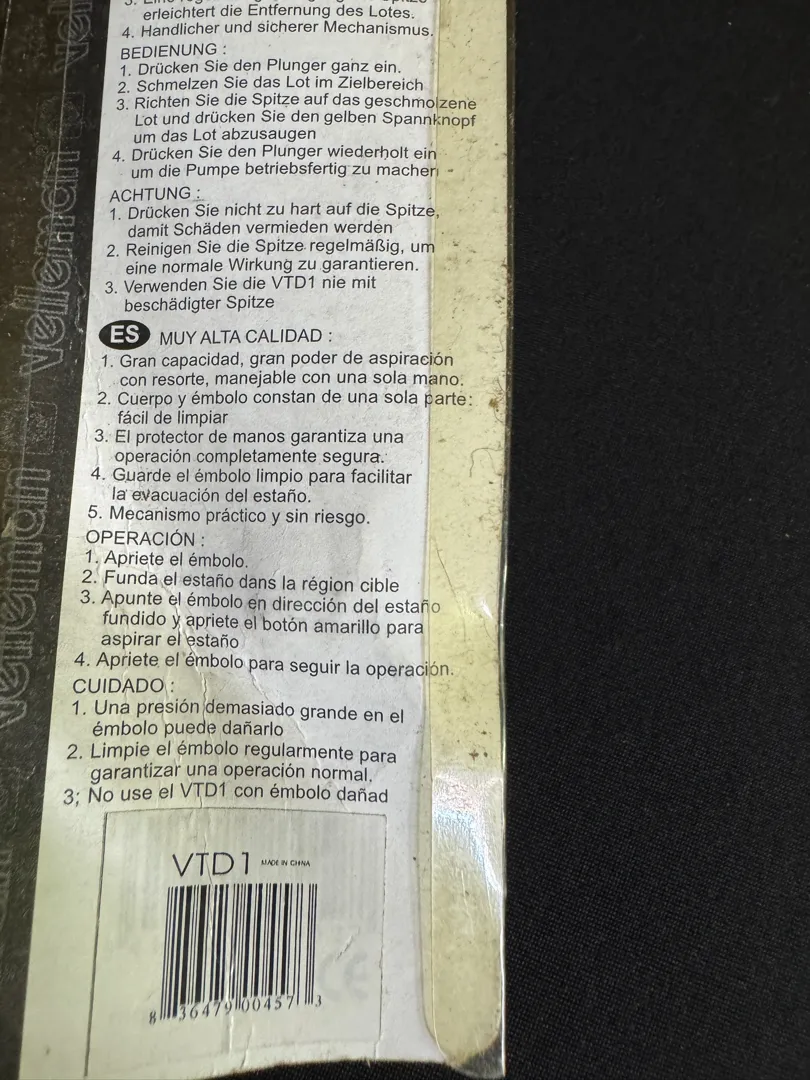 erleichtert die Entfernung des Lotes.
4. Handlicher und sicherer Mechanismus.
BEDIENUNG :
1. Drücken Sie den Plunger ganz ein.
2. Schmelzen Sie das Lot im Zielbereich
3. Richten Sie die Spitze auf das geschmolzene
Lot und drücken Sie den gelben Spannknopf
um das Lot abzusaugen
4. Drücken Sie den Plunger wiederholt ein
um die Pumpe betriebsfertig zu machen
ACHTUNG :
1. Drücken Sie nicht zu hart auf die Spitze,
damit Schäden vermieden werden
2. Reinigen Sie die Spitze regelmäßig, um
eine normale Wirkung zu garantieren.
3. Verwenden Sie die VTD1 nie mit
beschädigter Spitze
ES MUY ALTA CALIDAD :
1. Gran capacidad, gran poder de aspiración
con resorte, manejable con una sola mano.
2. Cuerpo y émbolo constan de una sola parte:
fácil de limpiar
3. El protector de manos garantiza una
operación completamente segura.
4. Guarde el émbolo limpio para facilitar
la evacuación del estaño.
5. Mecanismo práctico y sin riesgo.
OPERACIÓN :
1. Apriete el émbolo.
2. Funda el estaño dans la région cible
3. Apunte el émbolo en dirección del estaño
fundido y apriete el botón amarillo para
aspirar el estaño
4. Apriete el émbolo para seguir la operación.
CUIDADO :
1. Una presión demasiado grande en el
émbolo puede dañarlo
2. Limpie el émbolo regularmente para
garantizar una operación normal.
3; No use el VTD1 con émbolo dañad
VTD1 MADE IN CHINA
8 36479 00457 3
CE
velleman
velleman
velleman